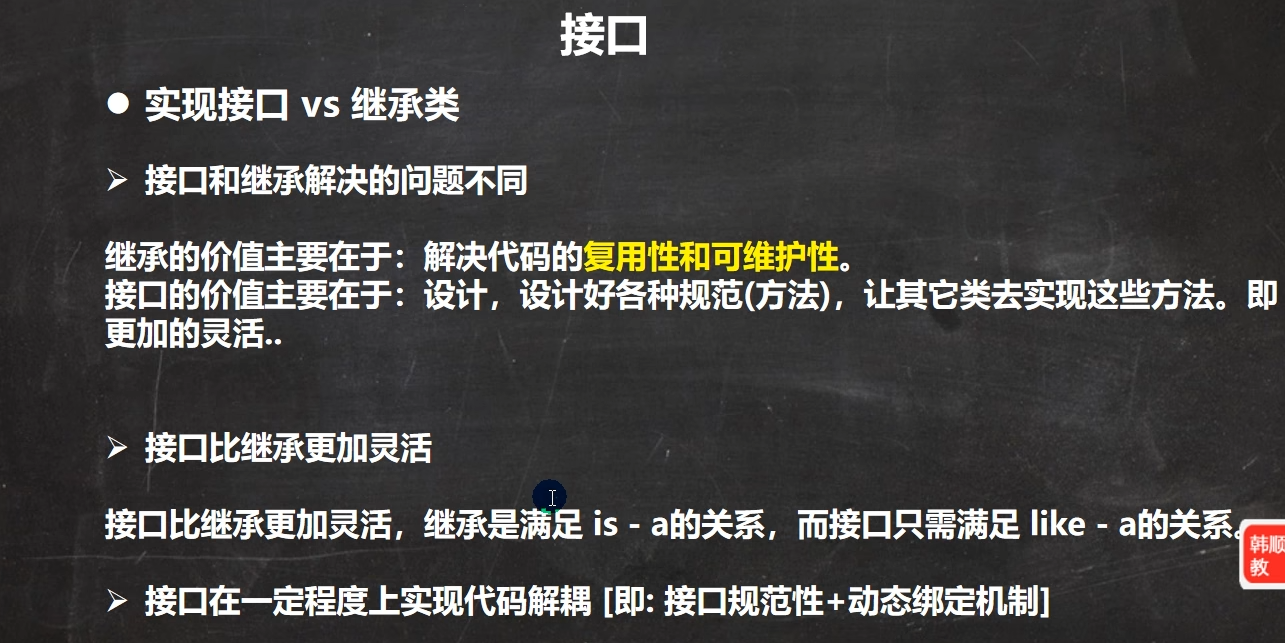 接口
● 实现接口 vs 继承类
➢ 接口和继承解决的问题不同
继承的价值主要在于：解决代码的复用性和可维护性。
接口的价值主要在于：设计，设计好各种规范(方法)，让其它类去实现这些方法。即
更加的灵活..
➢ 接口比继承更加灵活
接口比继承更加灵活，继承是满足 is - a的关系，而接口只需满足 like - a的关系。
韩顺
教
➢ 接口在一定程度上实现代码解耦 [即: 接口规范性+动态绑定机制]